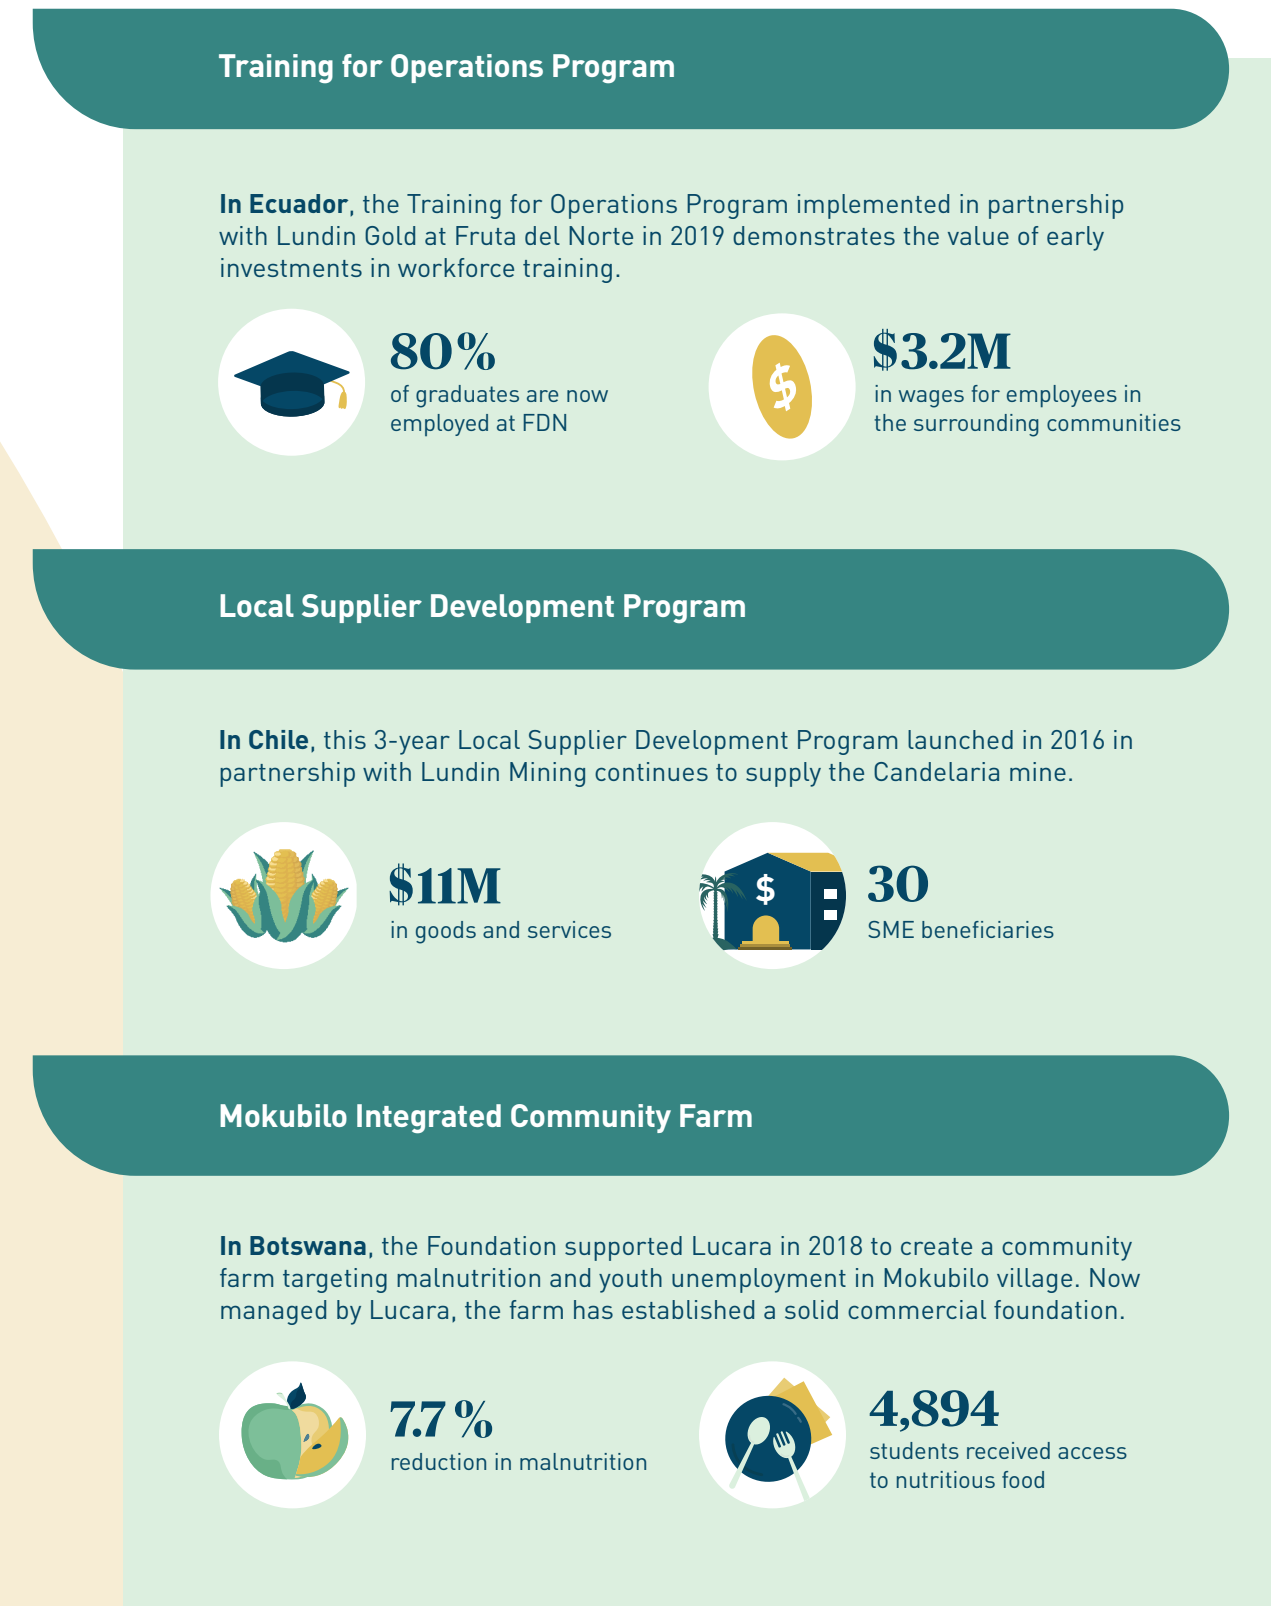 Training for Operations Program
In Ecuador, the Training for Operations Program implemented in partnership
with Lundin Gold at Fruta del Norte in 2019 demonstrates the value of early
investments in workforce training.
80%
of graduates are now
employed at FDN
$
$3.2M
in wages for employees in
the surrounding communities
Local Supplier Development Program
In Chile, this 3-year Local Supplier Development Program launched in 2016 in
partnership with Lundin Mining continues to supply the Candelaria mine.
$11M
in goods and services
$
30
SME beneficiaries
Mokubilo Integrated Community Farm
In Botswana, the Foundation supported Lucara in 2018 to create a community
farm targeting malnutrition and youth unemployment in Mokubilo village. Now
managed by Lucara, the farm has established a solid commercial foundation.
7.7%
reduction in malnutrition
4,894
students received access
to nutritious food